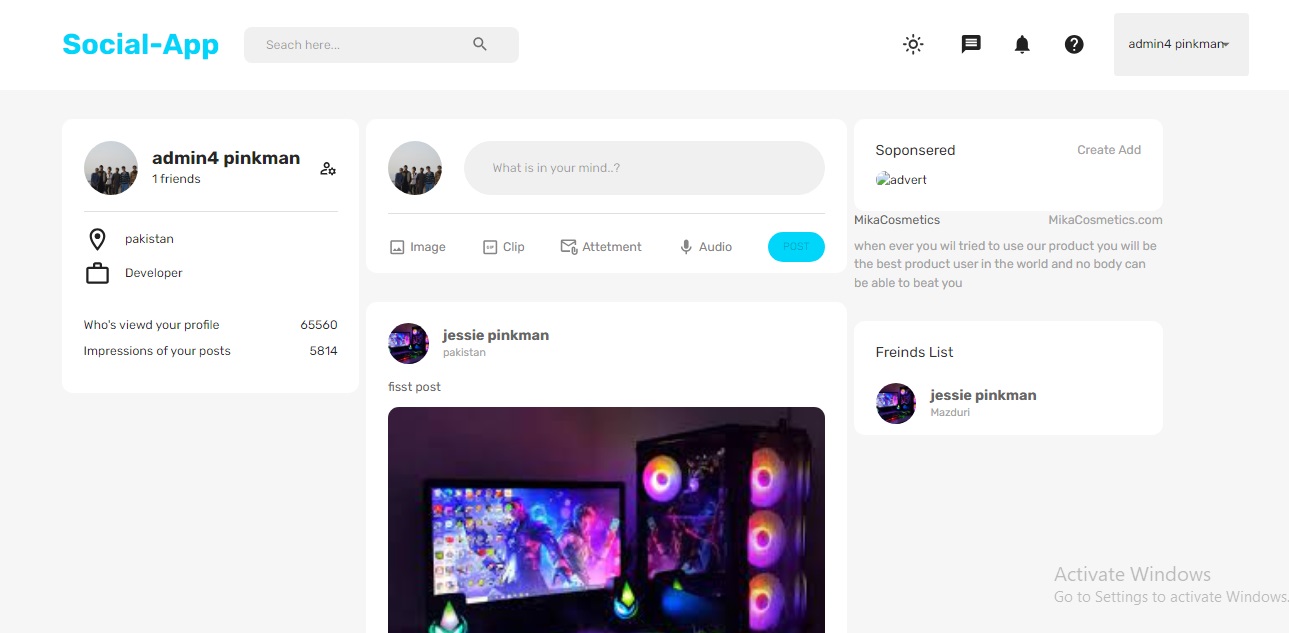 Social-App
Seach here...
admin4 pinkman
admin4 pinkman
1 friends
pakistan
Developer
Who's viewd your profile 65560
Impressions of your posts 5814
What is in your mind..?
Image
GIF
Clip
Attetment
Audio
POST
jessie pinkman
pakistan
fisst post
Soponsered
Create Add
advert
MikaCosmetics
MikaCosmetics.com
when ever you wil tried to use our product you will be
the best product user in the world and no body can
be able to beat you
Freinds List
jessie pinkman
Mazduri
Activate Windows
Go to Settings to activate Windows.